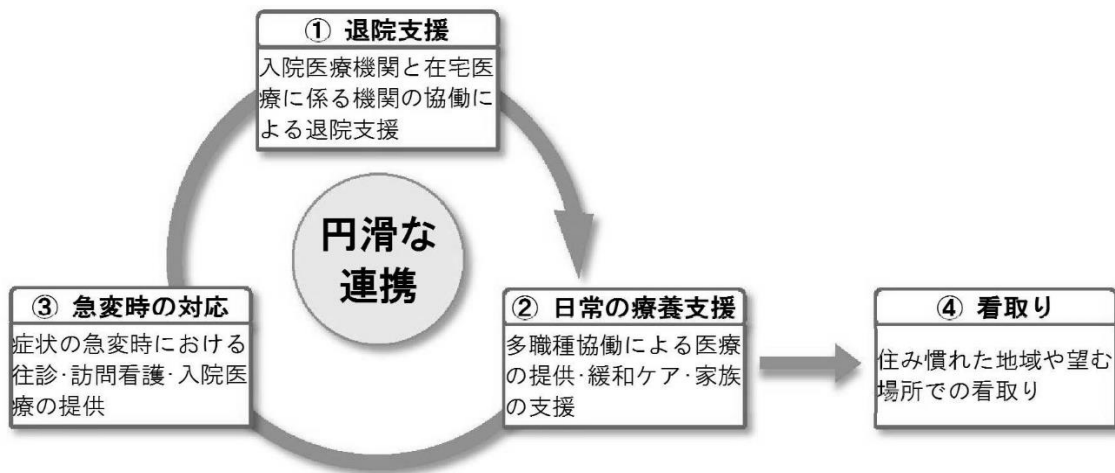 ① 退院支援
入院医療機関と在宅医
療に係る機関の協働に
よる退院支援
円滑な
連携
② 日常の療養支援
多職種協働による医療
の提供･緩和ケア･家族
の支援
③ 急変時の対応
症状の急変時における
往診･訪問看護･入院医
療の提供
④ 看取り
住み慣れた地域や望む
場所での看取り